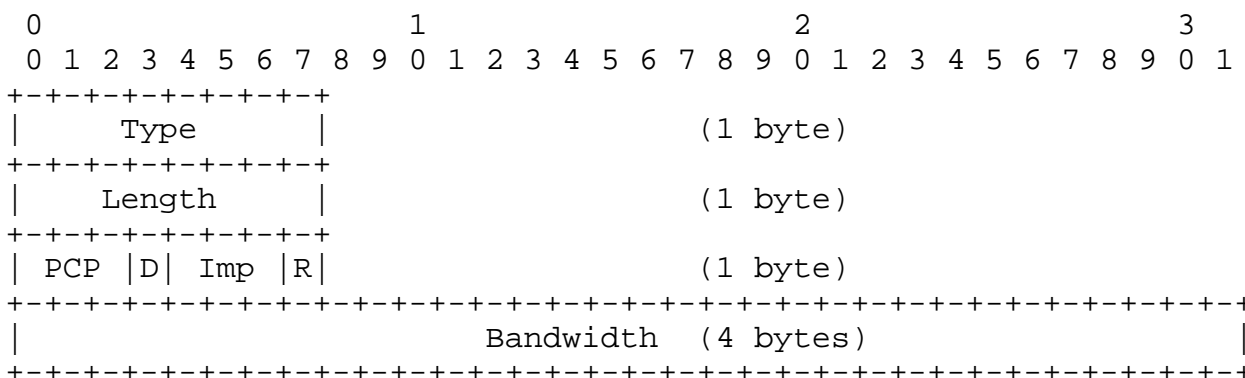 0                   1                   2                   3
 0 1 2 3 4 5 6 7 8 9 0 1 2 3 4 5 6 7 8 9 0 1 2 3 4 5 6 7 8 9 0 1
+-+-+-+-+-+-+-+-+
|     Type      |                   (1 byte)
+-+-+-+-+-+-+-+-+
|    Length     |                   (1 byte)
+-+-+-+-+-+-+-+-+
| PCP |D| Imp |R|                   (1 byte)
+-+-+-+-+-+-+-+-+-+-+-+-+-+-+-+-+-+-+-+-+-+-+-+-+-+-+-+-+-+-+-+-+
|                        Bandwidth  (4 bytes)                   |
+-+-+-+-+-+-+-+-+-+-+-+-+-+-+-+-+-+-+-+-+-+-+-+-+-+-+-+-+-+-+-+-+